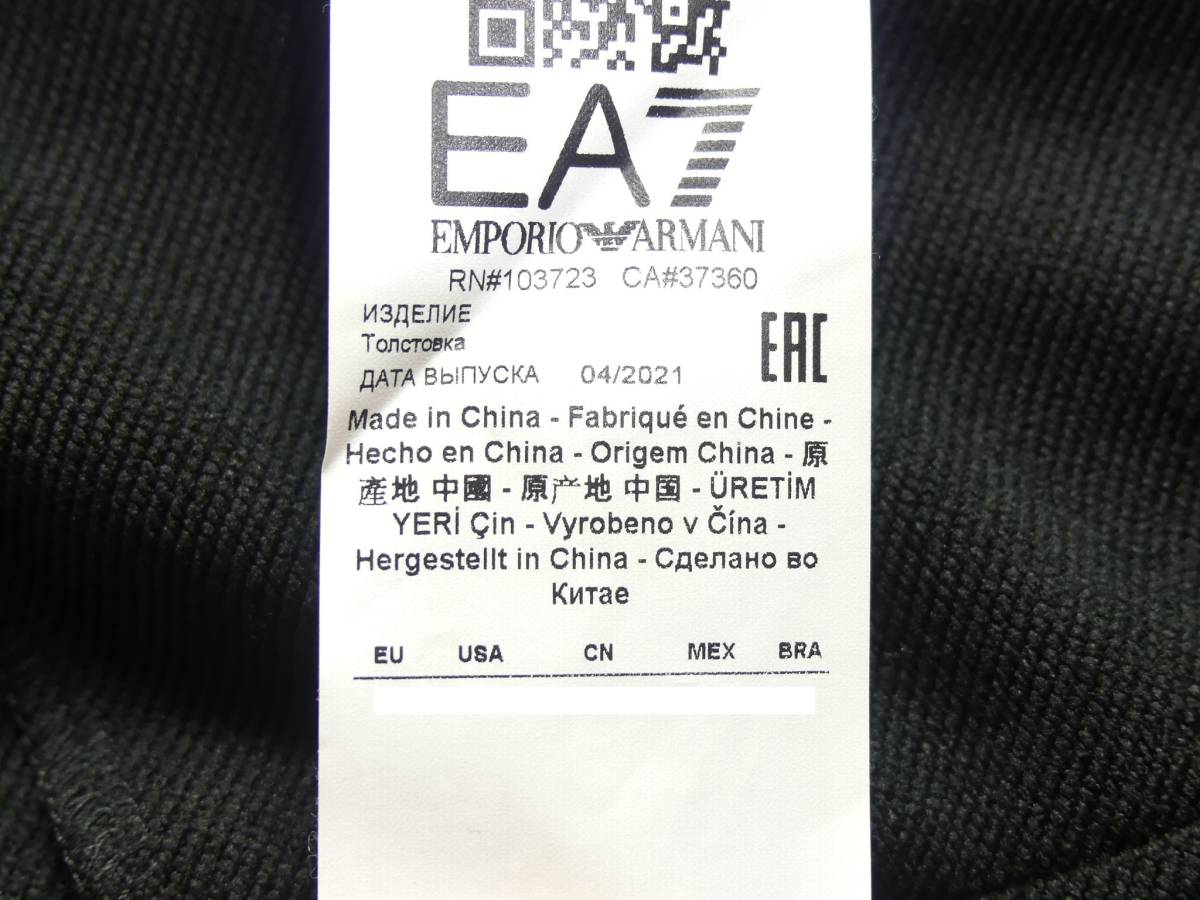 EA7
EMPORIO ARMANI
RN#103723 CA#37360
ИЗДЕЛИЕ
Толстовка
ДАТА ВЫПУСКА 04/2021
EAC
Made in China - Fabriqué en Chine -
Hecho en China - Origem China - 原
產地 中國 - 原产地 中国 - ÜRETİM
YERİ Çin - Vyrobeno v Čína -
Hergestellt in China - Сделано во
Китае
EU USA CN MEX BRA